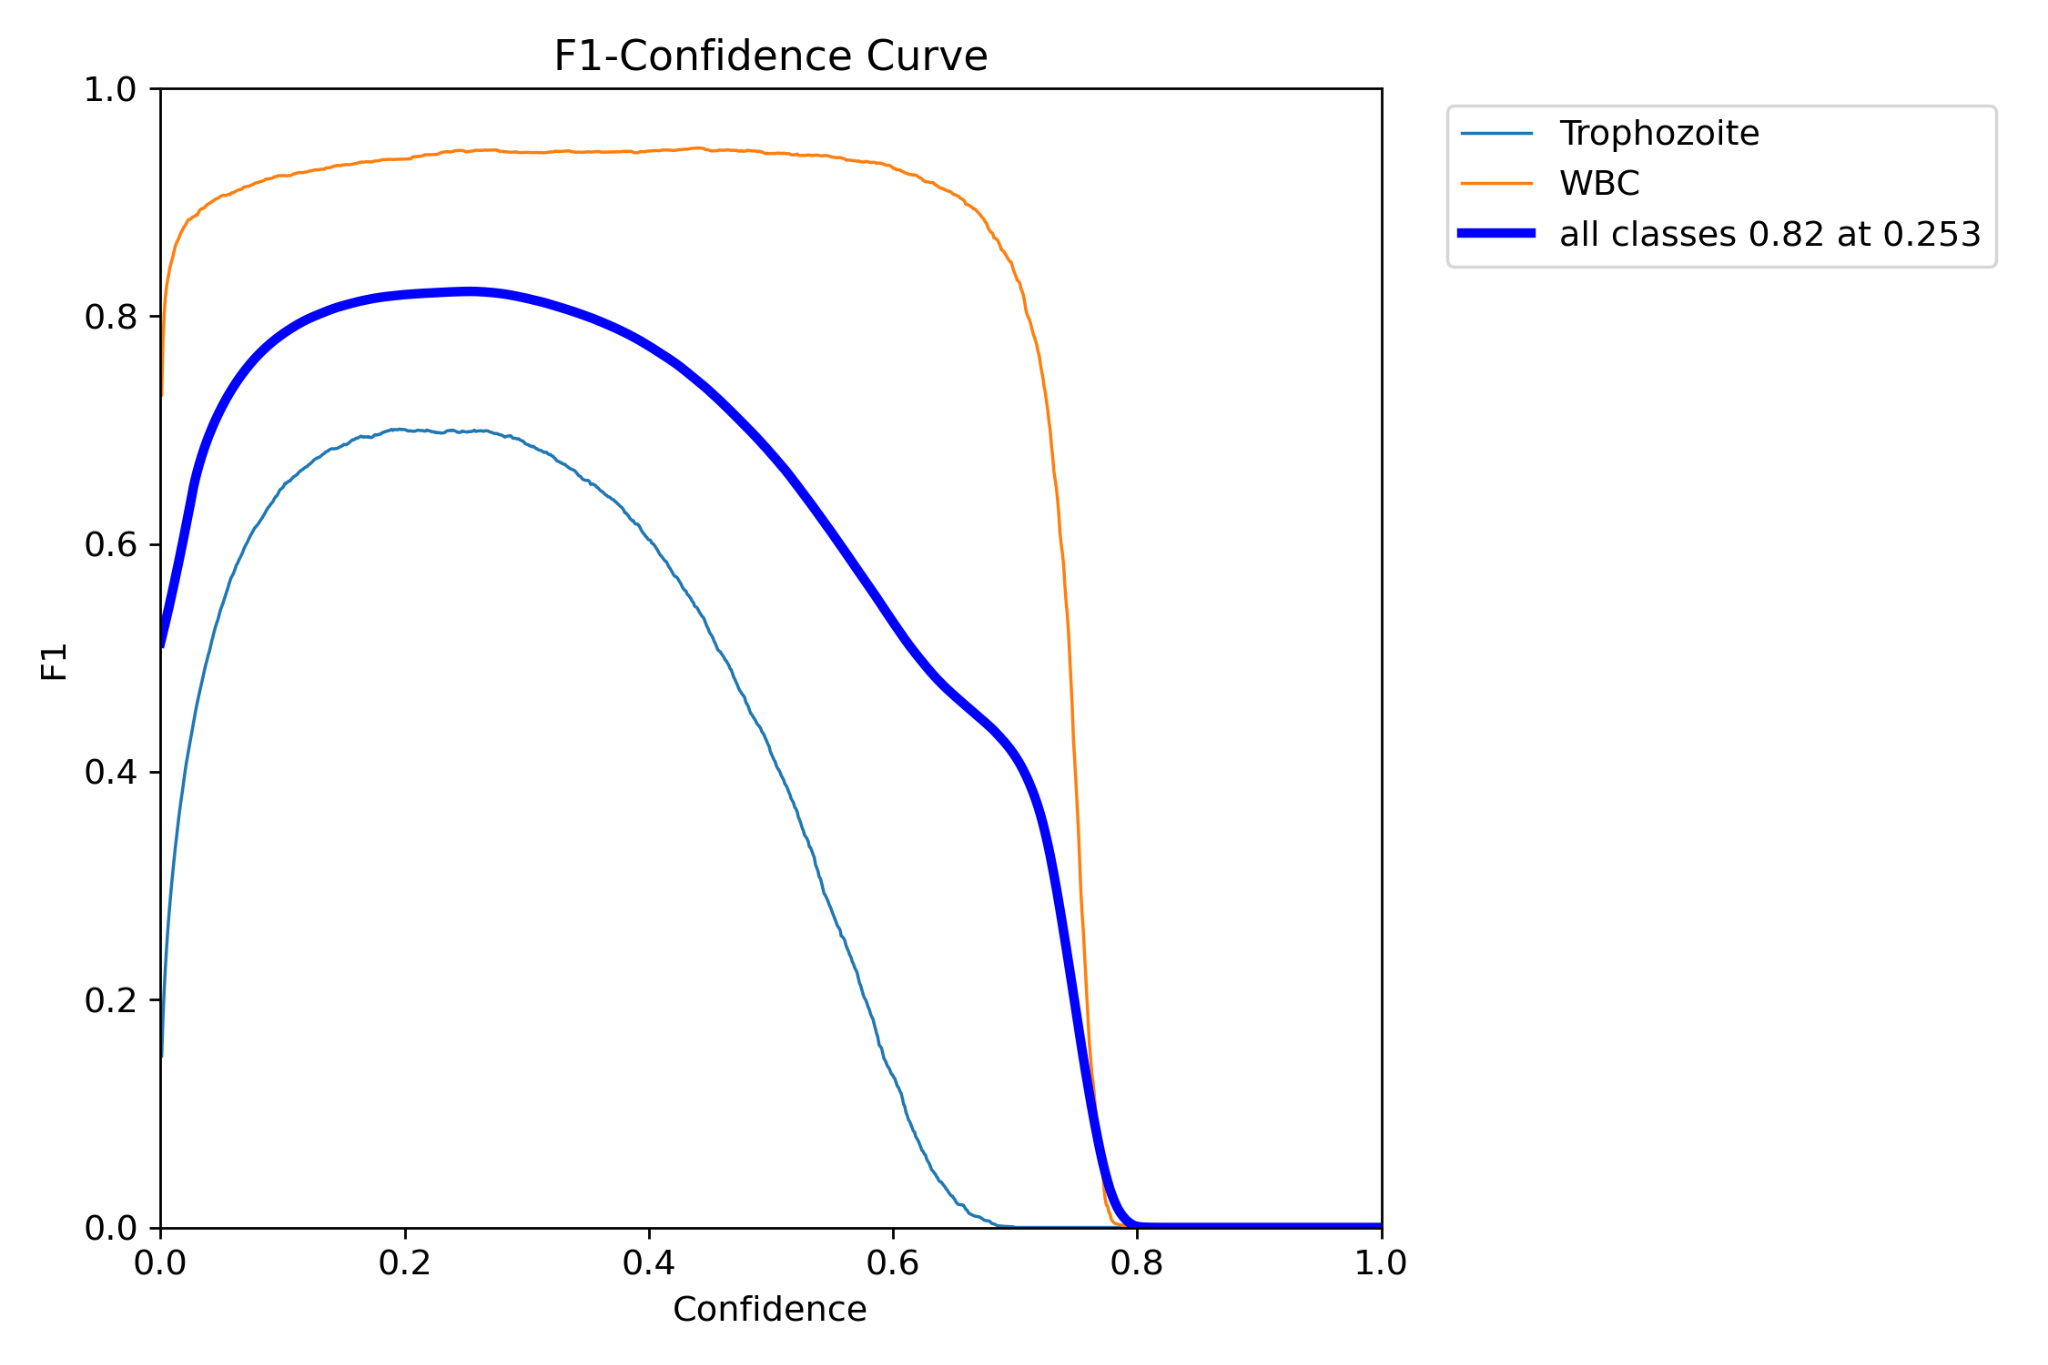 F1-Confidence Curve
1.0
0.8
0.6
0.4
0.2
0.0
F1
0.0 0.2 0.4 0.6 0.8 1.0
Confidence
Trophozoite
WBC
all classes 0.82 at 0.253